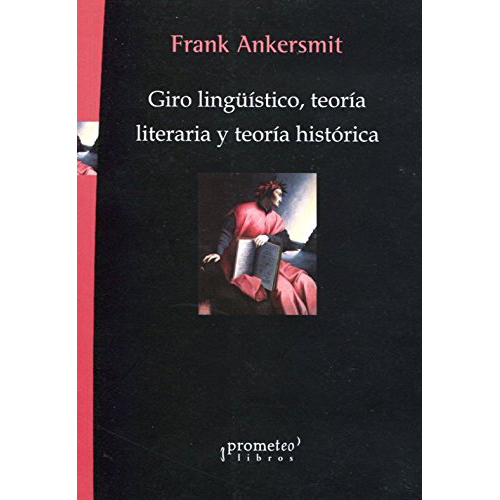 Frank Ankersmit
Giro lingüístico, teoría
literaria y teoría histórica
prometeo
libros